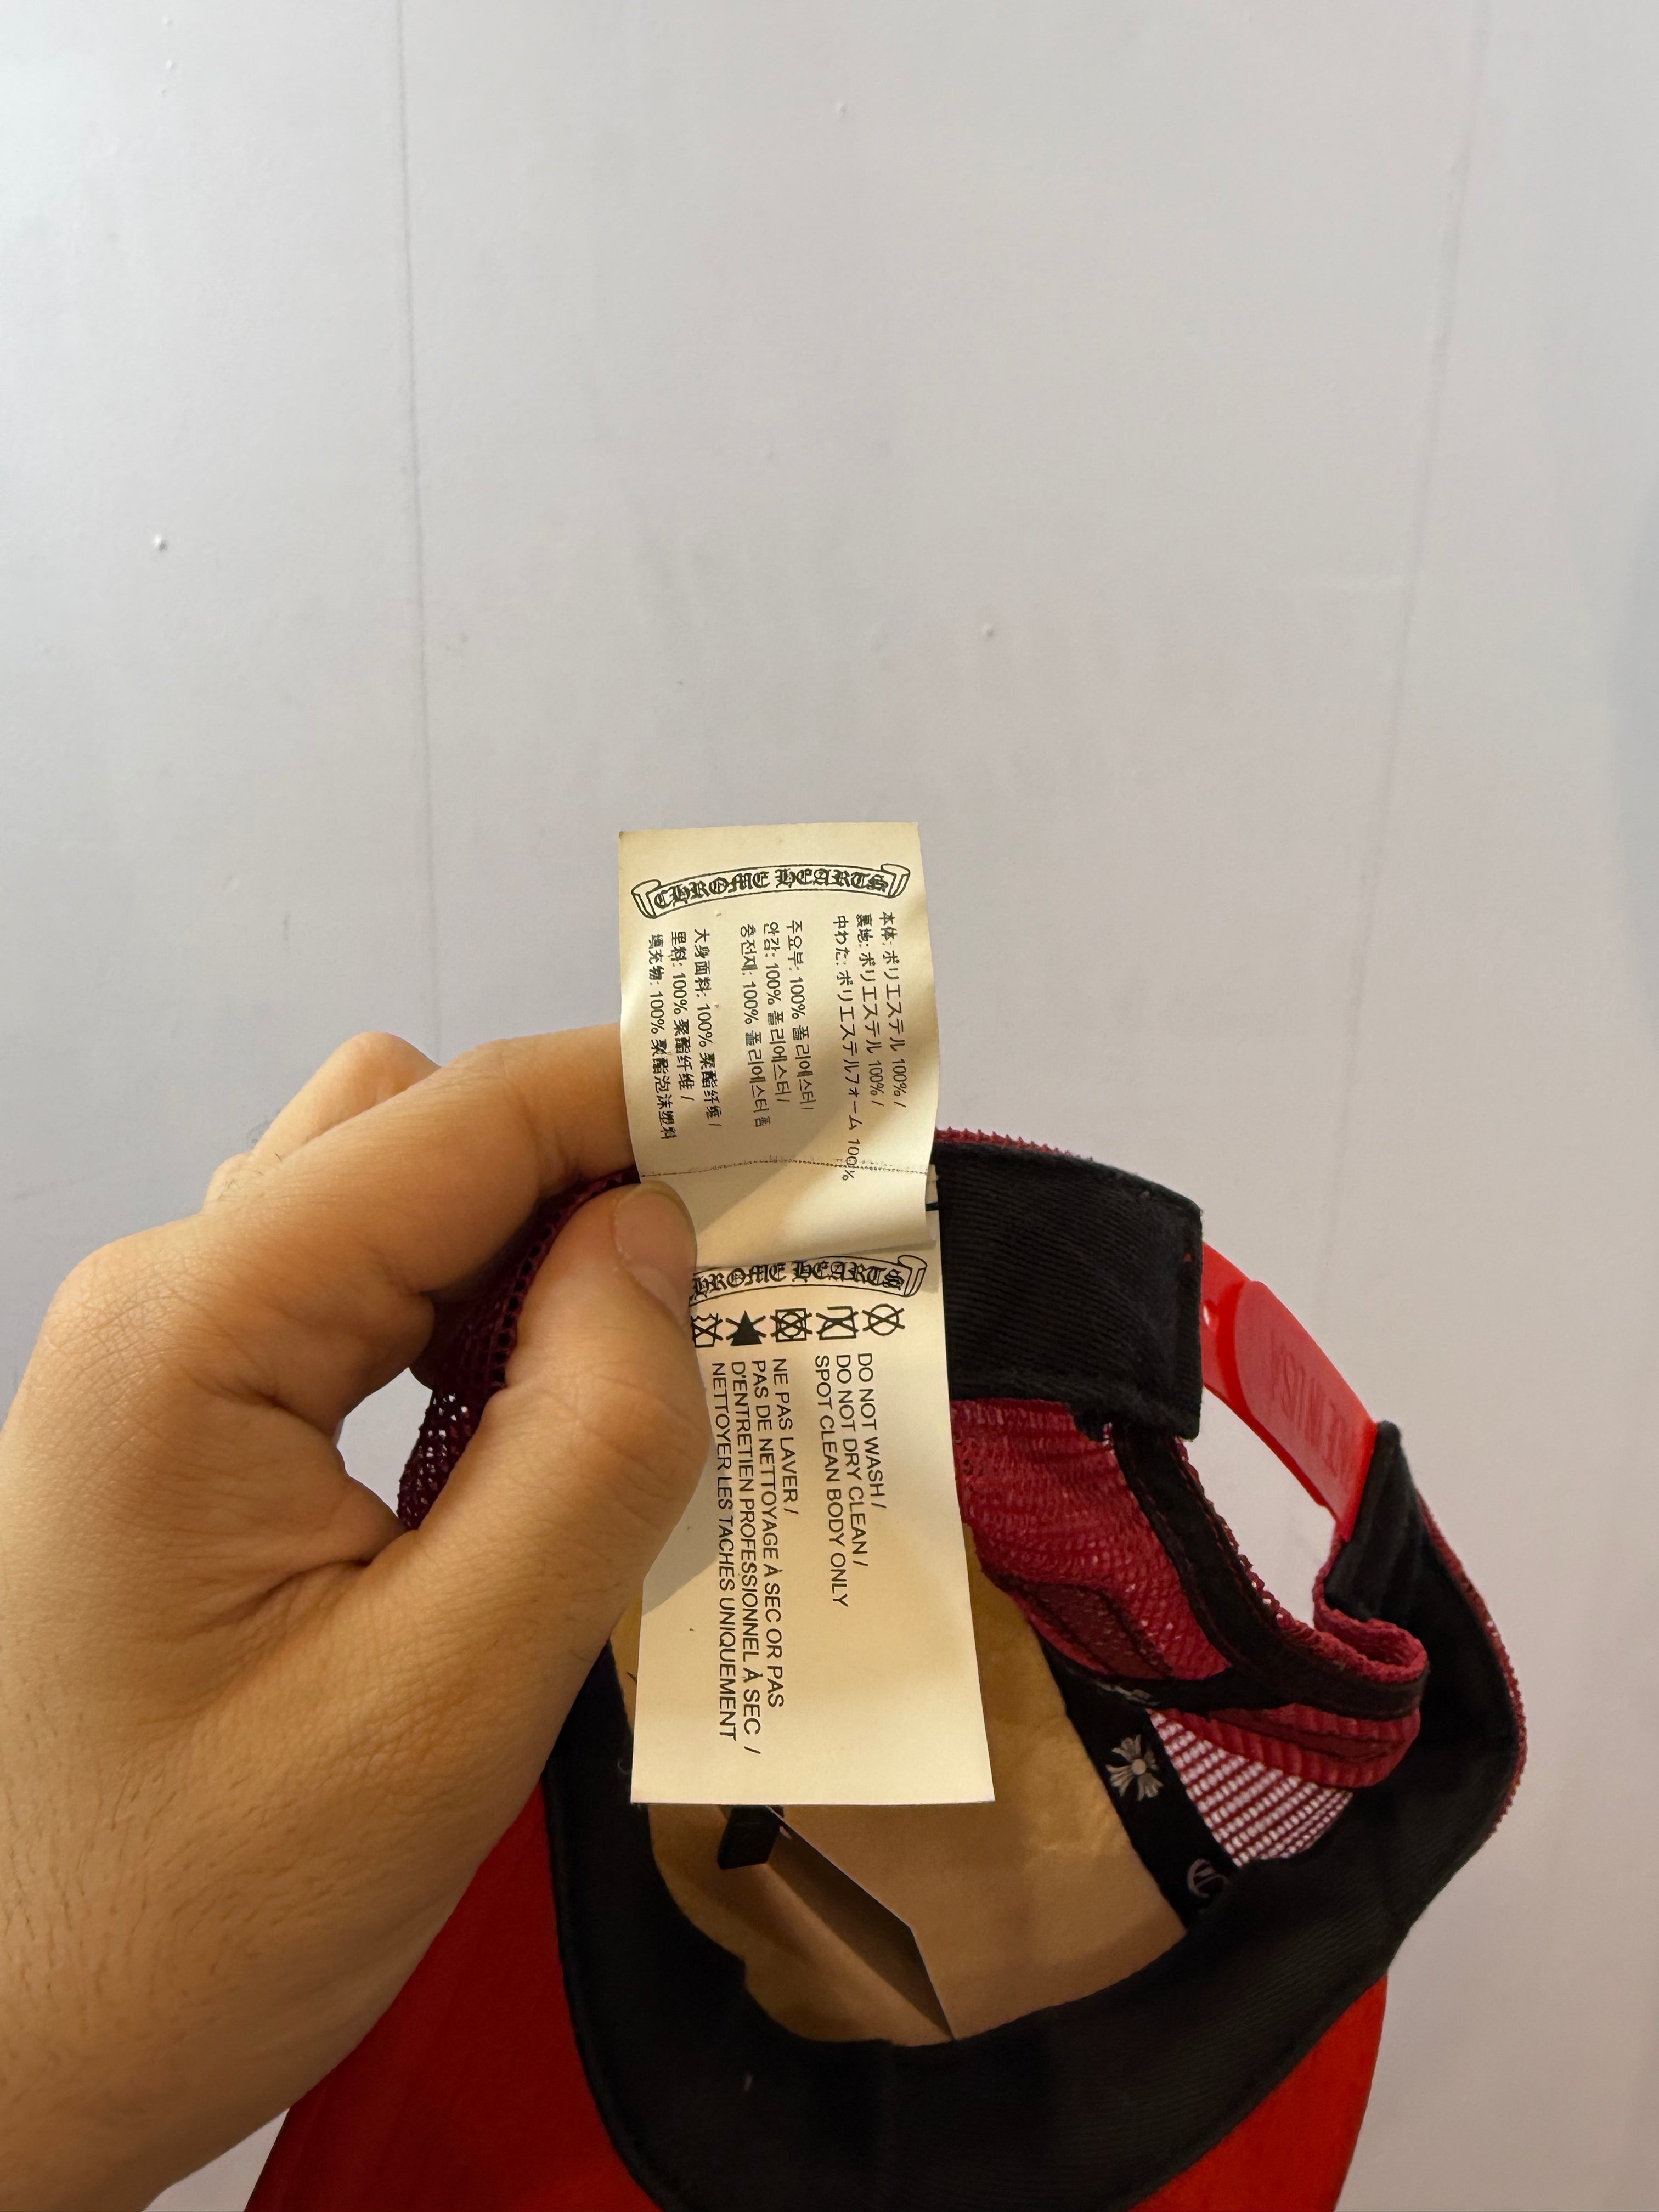 CHROME HEARTS
本体: ポリエステル 100% /
裏地: ポリエステル 100% /
中わた: ポリエステルフォーム 100%
주요부: 100% 폴리에스터/
안감: 100% 폴리에스터/
충전재: 100% 폴리에스터폼
大身面料: 100% 聚酯纤维 /
里料: 100% 聚酯纤维 /
填充物: 100% 聚酯泡沫塑料
HROME HEARTS
DO NOT WASH /
DO NOT DRY CLEAN /
SPOT CLEAN BODY ONLY
NE PAS LAVER /
PAS DE NETTOYAGE À SEC OR PAS
D'ENTRETIEN PROFESSIONNEL À SEC /
NETTOYER LES TACHES UNIQUEMENT